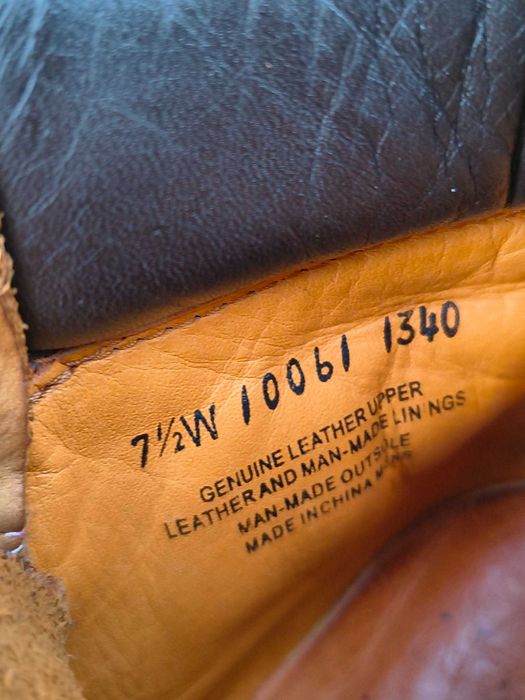 7½W 10061 1340
GENUINE LEATHER UPPER
LEATHER AND MAN-MADE LININGS
MAN-MADE OUTSOLE
MADE IN CHINA